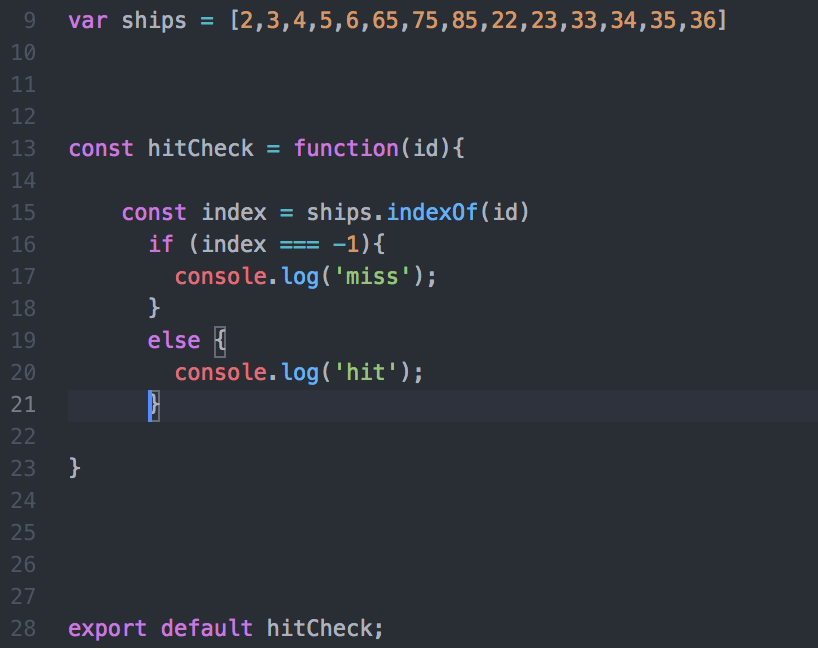 9 var ships = [2,3,4,5,6,65,75,85,22,23,33,34,35,36]
10
11
12
13 const hitCheck = function(id){
14
15 const index = ships.indexOf(id)
16 if (index === -1){
17 console.log('miss');
18 }
19 else {
20 console.log('hit');
21 }
22
23 }
24
25
26
27
28 export default hitCheck;